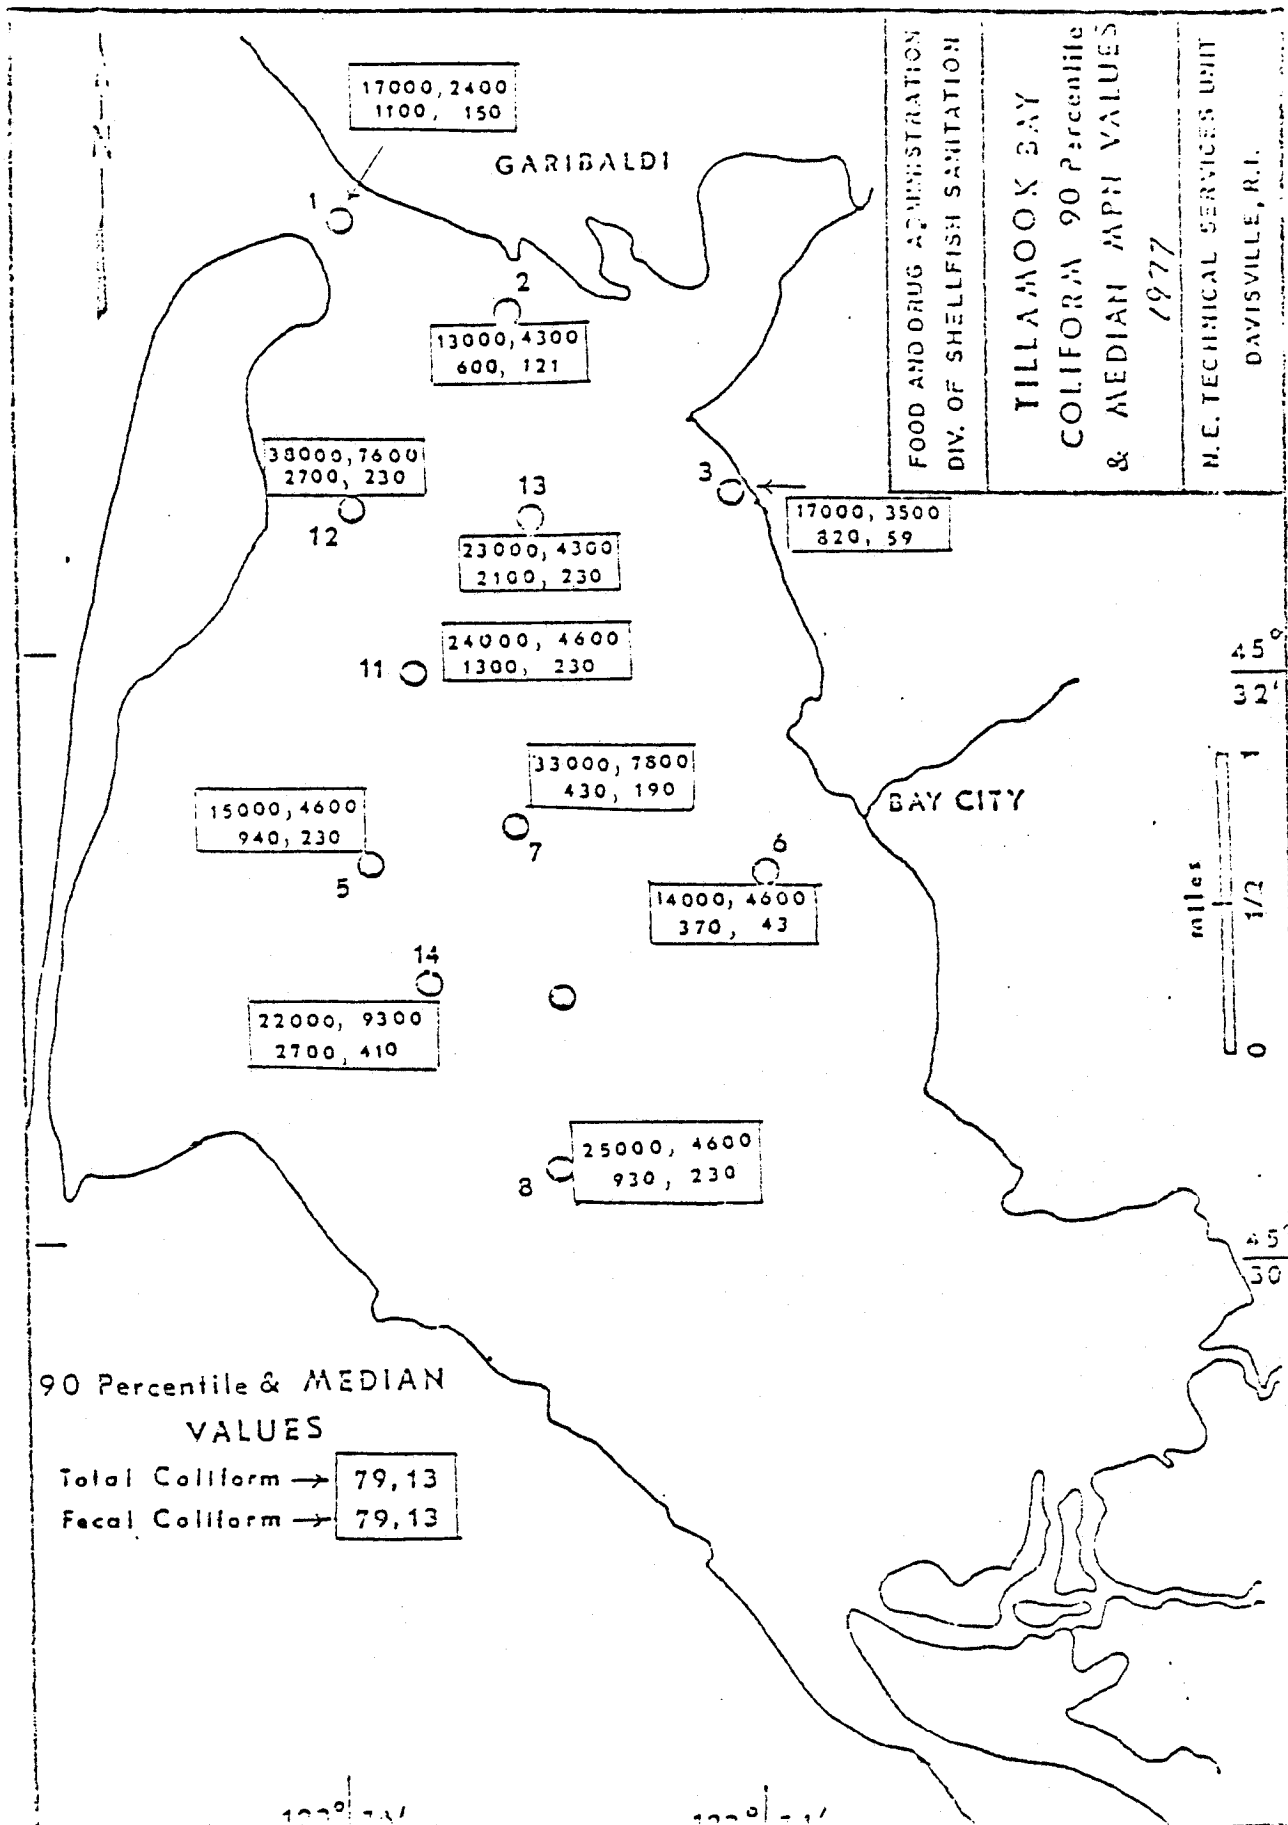 N
17000, 2400
1100, 150
GARIBALDI
1
2
13000, 4300
600, 121
FOOD AND DRUG ADMINISTRATION
DIV. OF SHELLFISH SANITATION
TILLAMOOK BAY
COLIFORM 90 Percentile
& MEDIAN MPN VALUES
1977
N.E. TECHNICAL SERVICES UNIT
DAVISVILLE, R.I.
38000, 7600
2700, 230
12
13
23000, 4300
2100, 230
3
17000, 3500
820, 59
11
24000, 4600
1300, 230
45°
32'
33000, 7800
430, 190
7
15000, 4600
940, 230
5
BAY CITY
6
14000, 4600
370, 43
miles
0 1/2 1
14
22000, 9300
2700, 410
8
25000, 4600
930, 230
45°
30
90 Percentile & MEDIAN
VALUES
Total Coliform → 79, 13
Fecal Coliform → 79, 13